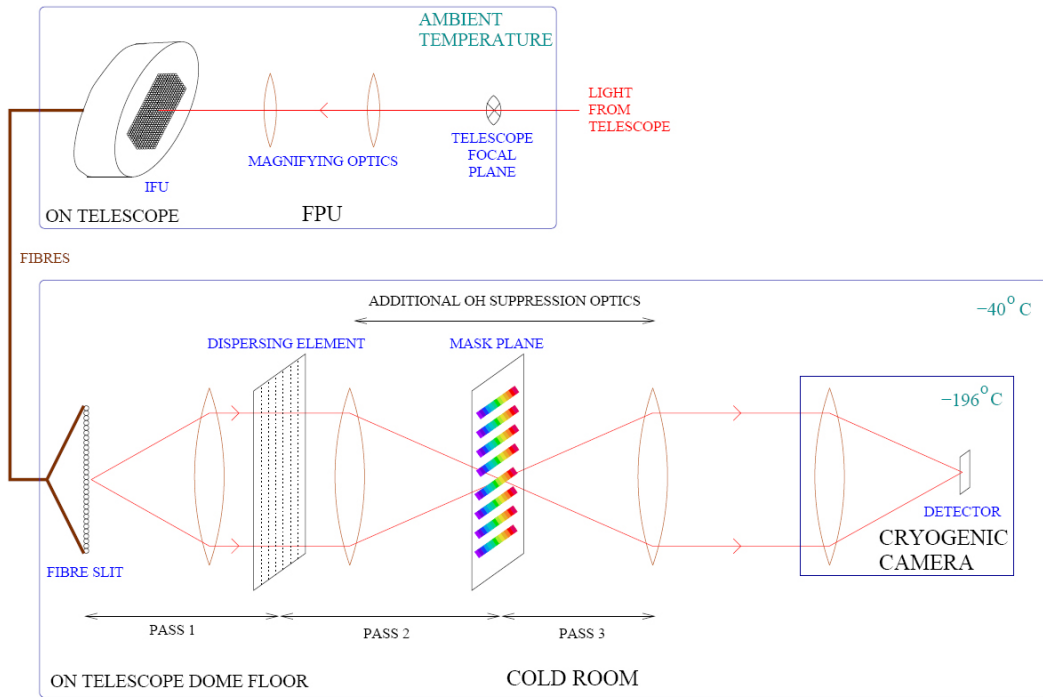 AMBIENT
TEMPERATURE
LIGHT
FROM
TELESCOPE
TELESCOPE
FOCAL
PLANE
MAGNIFYING OPTICS
IFU
ON TELESCOPE
FPU
FIBRES
ADDITIONAL OH SUPPRESSION OPTICS
−40° C
DISPERSING ELEMENT
MASK PLANE
−196° C
DETECTOR
CRYOGENIC
CAMERA
FIBRE SLIT
PASS 1
PASS 2
PASS 3
ON TELESCOPE DOME FLOOR
COLD ROOM